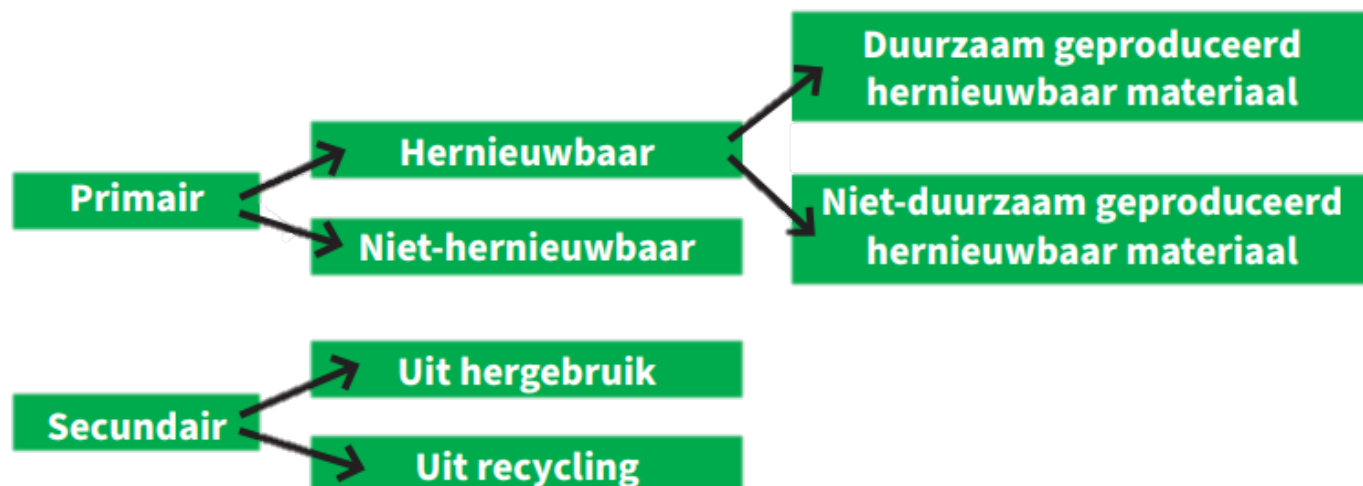 Duurzaam geproduceerd
hernieuwbaar materiaal
Hernieuwbaar
Primair
Niet-duurzaam geproduceerd
hernieuwbaar materiaal
Niet-hernieuwbaar
Uit hergebruik
Secundair
Uit recycling